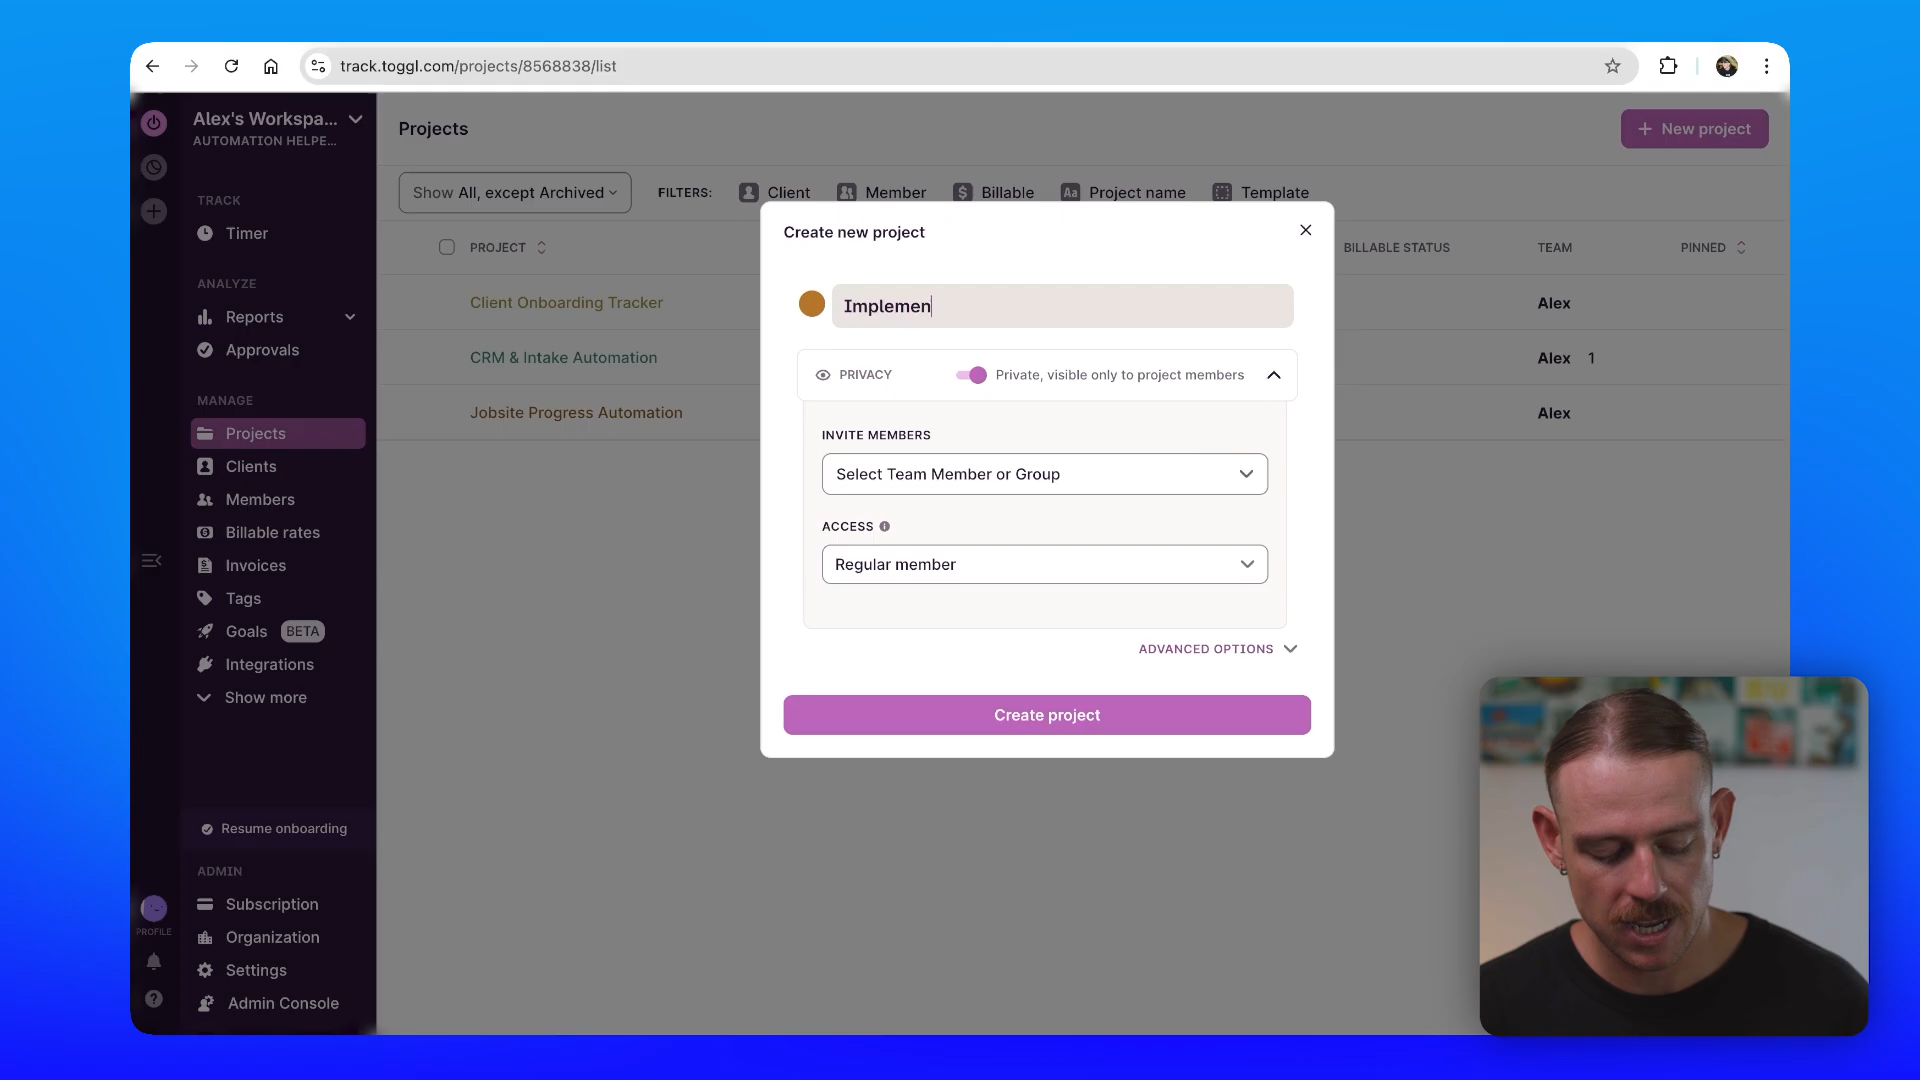 track.toggl.com/projects/8568838/list
Alex's Workspa...
AUTOMATION HELPE...
TRACK
Timer
ANALYZE
Reports
Approvals
MANAGE
Projects
Clients
Members
Billable rates
Invoices
Tags
Goals BETA
Integrations
Show more
Resume onboarding
ADMIN
Subscription
Organization
Settings
Admin Console
PROFILE
Projects
+ New project
Show All, except Archived
FILTERS: Client Member $ Billable Aa Project name Template
PROJECT BILLABLE STATUS TEAM PINNED
Client Onboarding Tracker Alex
CRM & Intake Automation Alex 1
Jobsite Progress Automation Alex
Create new project
Implemen
PRIVACY Private, visible only to project members
INVITE MEMBERS
Select Team Member or Group
ACCESS
Regular member
ADVANCED OPTIONS
Create project